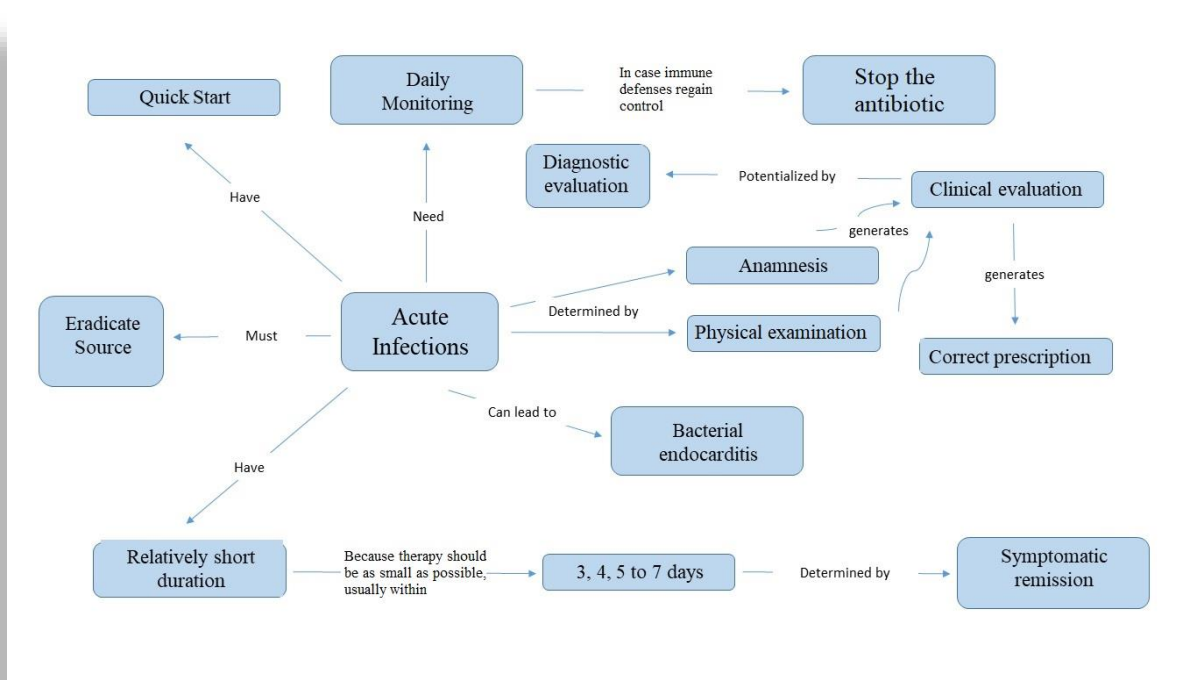 Quick Start
Daily
Monitoring
In case immune
defenses regain
control
Stop the
antibiotic
Diagnostic
evaluation
Potentialized by
Clinical evaluation
Have
Need
generates
Anamnesis
generates
Eradicate
Source
Must
Acute
Infections
Determined by
Physical examination
Correct prescription
Can lead to
Bacterial
endocarditis
Have
Relatively short
duration
Because therapy should
be as small as possible,
usually within
3, 4, 5 to 7 days
Determined by
Symptomatic
remission